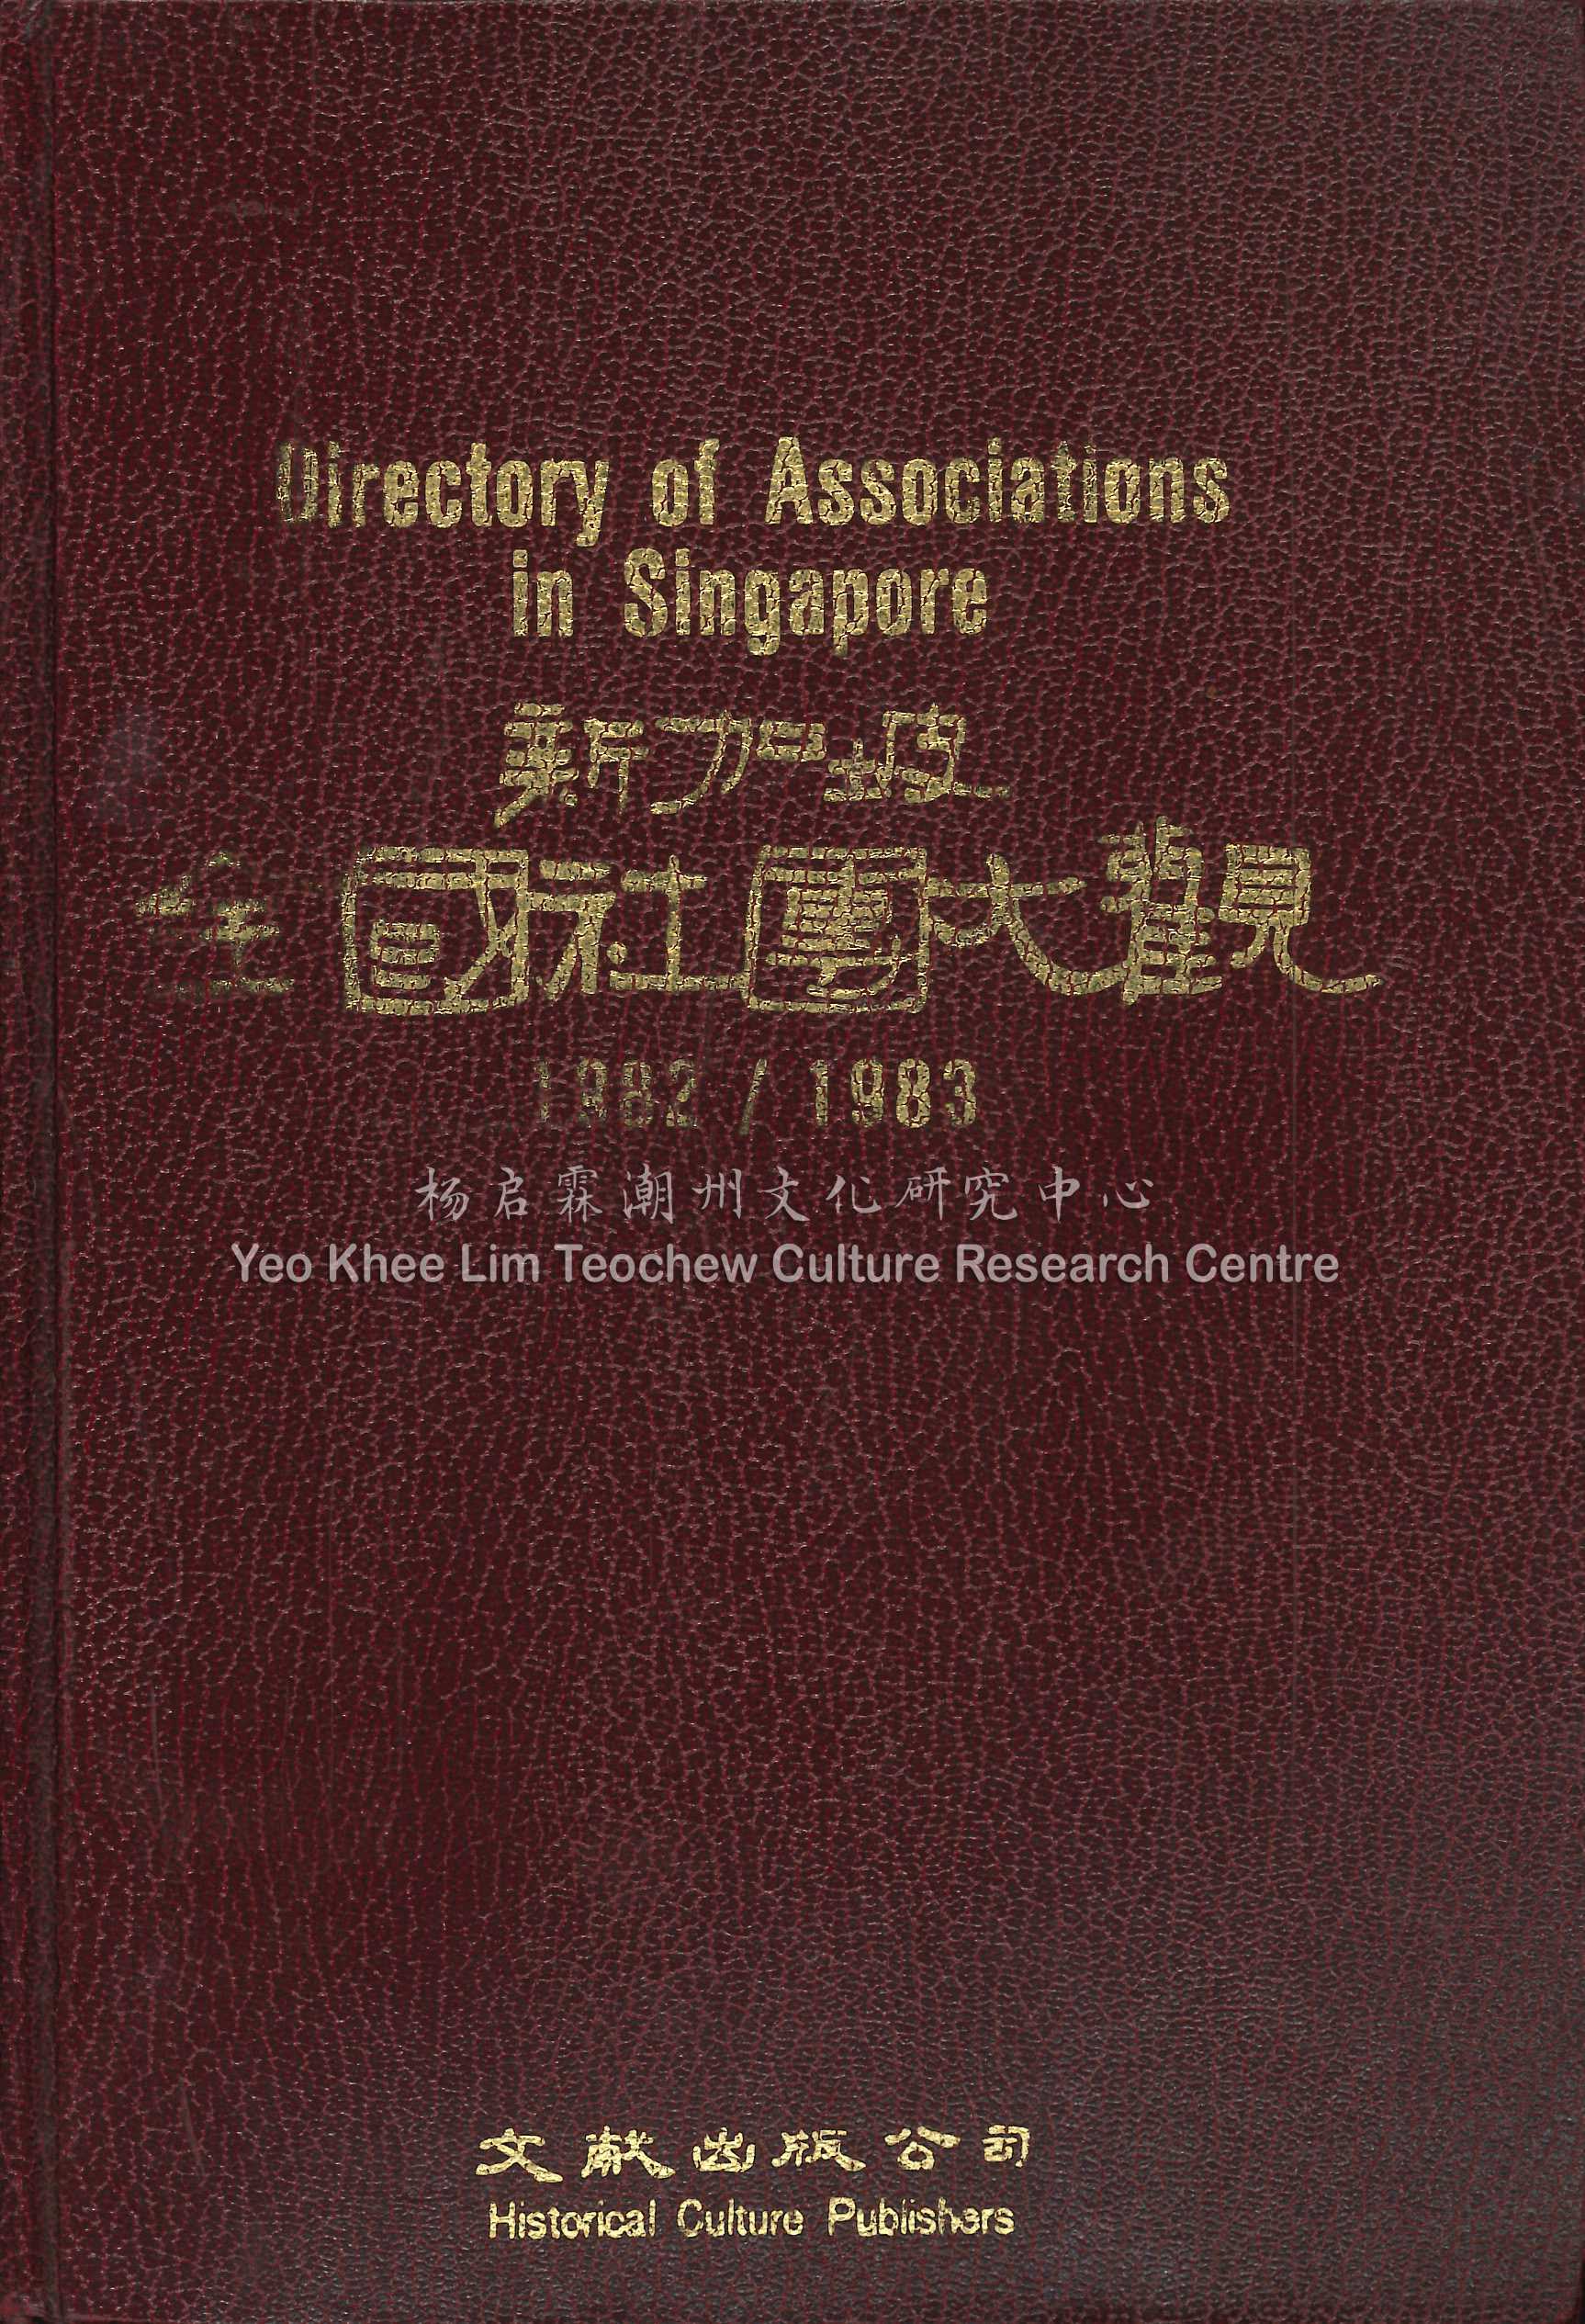 Directory of Associations
in Singapore
新加坡
全國社團大觀
1982 / 1983
杨启霖潮州文化研究中心
Yeo Khee Lim Teochew Culture Research Centre
文献出版公司
Historical Culture Publishers